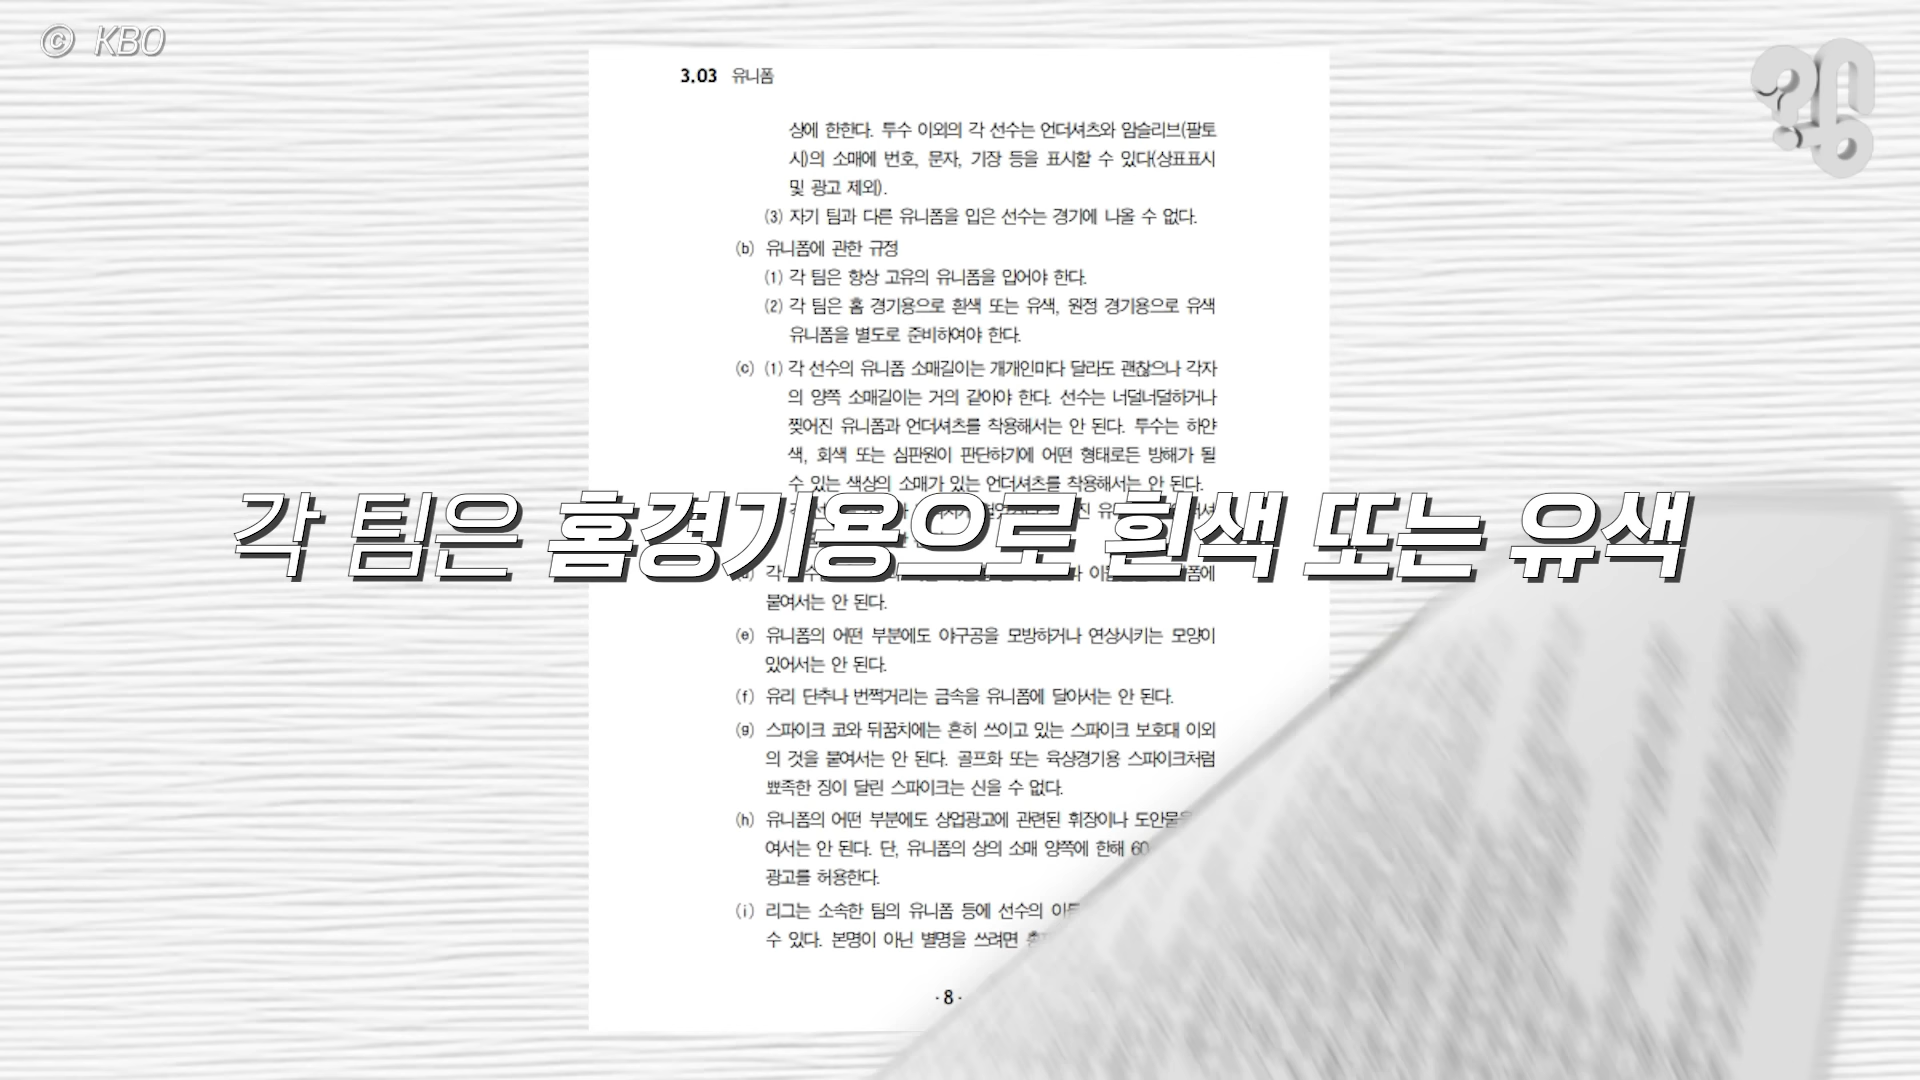 © KBO
3.03 유니폼
상에 한한다. 투수 이외의 각 선수는 언더셔츠와 암슬리브(팔토
시)의 소매에 번호, 문자, 기장 등을 표시할 수 있다(상표표시
및 광고 제외).
(3) 자기 팀과 다른 유니폼을 입은 선수는 경기에 나올 수 없다.
(b) 유니폼에 관한 규정
(1) 각 팀은 항상 고유의 유니폼을 입어야 한다.
(2) 각 팀은 홈 경기용으로 흰색 또는 유색, 원정 경기용으로 유색
유니폼을 별도로 준비하여야 한다.
(c) (1) 각 선수의 유니폼 소매길이는 개개인마다 달라도 괜찮으나 각자
의 양쪽 소매길이는 거의 같아야 한다. 선수는 너덜너덜하거나
찢어진 유니폼과 언더셔츠를 착용해서는 안 된다. 투수는 하얀
색, 회색 또는 심판원이 판단하기에 어떤 형태로든 방해가 될
수 있는 색상의 소매가 있는 언더셔츠를 착용해서는 안 된다.
각 팀은 홈경기용으로 흰색 또는 유색
붙여서는 안 된다.
(e) 유니폼의 어떤 부분에도 야구공을 모방하거나 연상시키는 모양이
있어서는 안 된다.
(f) 유리 단추나 번쩍거리는 금속을 유니폼에 달아서는 안 된다.
(g) 스파이크 코와 뒤꿈치에는 흔히 쓰이고 있는 스파이크 보호대 이외
의 것을 붙여서는 안 된다. 골프화 또는 육상경기용 스파이크처럼
뾰족한 징이 달린 스파이크는 신을 수 없다.
(h) 유니폼의 어떤 부분에도 상업광고에 관련된 휘장이나 도안물을
여서는 안 된다. 단, 유니폼의 상의 소매 양쪽에 한해 60
광고를 허용한다.
(i) 리그는 소속한 팀의 유니폼 등에 선수의
수 있다. 본명이 아닌 별명을 쓰려면
· 8 ·